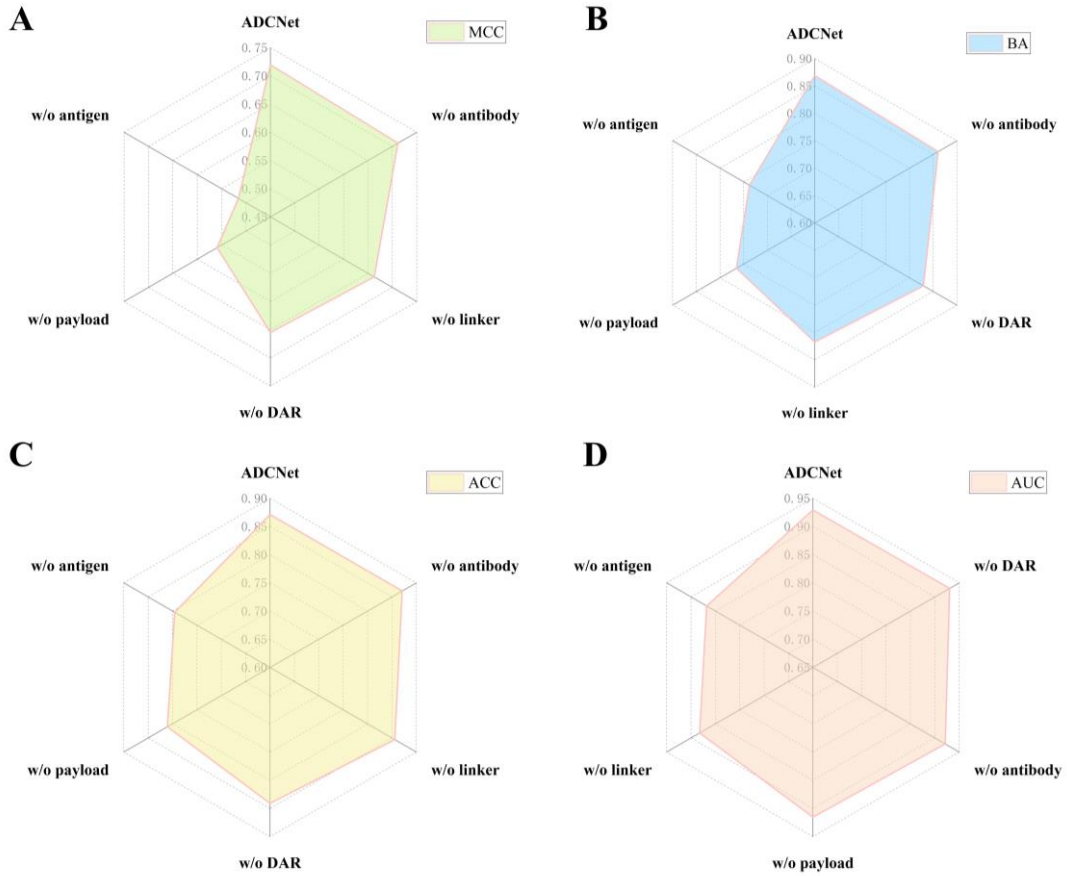 A
ADCNet
MCC
0.75
0.70
w/o antigen
0.65
w/o antibody
0.60
0.55
0.50
0.45
w/o payload
w/o linker
w/o DAR
B
ADCNet
BA
0.90
0.85
w/o antigen
0.80
w/o antibody
0.75
0.70
0.65
0.60
w/o payload
w/o DAR
w/o linker
C
ADCNet
ACC
0.90
0.85
w/o antigen
0.80
w/o antibody
0.75
0.70
0.65
0.60
w/o payload
w/o linker
w/o DAR
D
ADCNet
AUC
0.95
0.90
w/o antigen
0.85
w/o DAR
0.80
0.75
0.70
0.65
w/o linker
w/o antibody
w/o payload